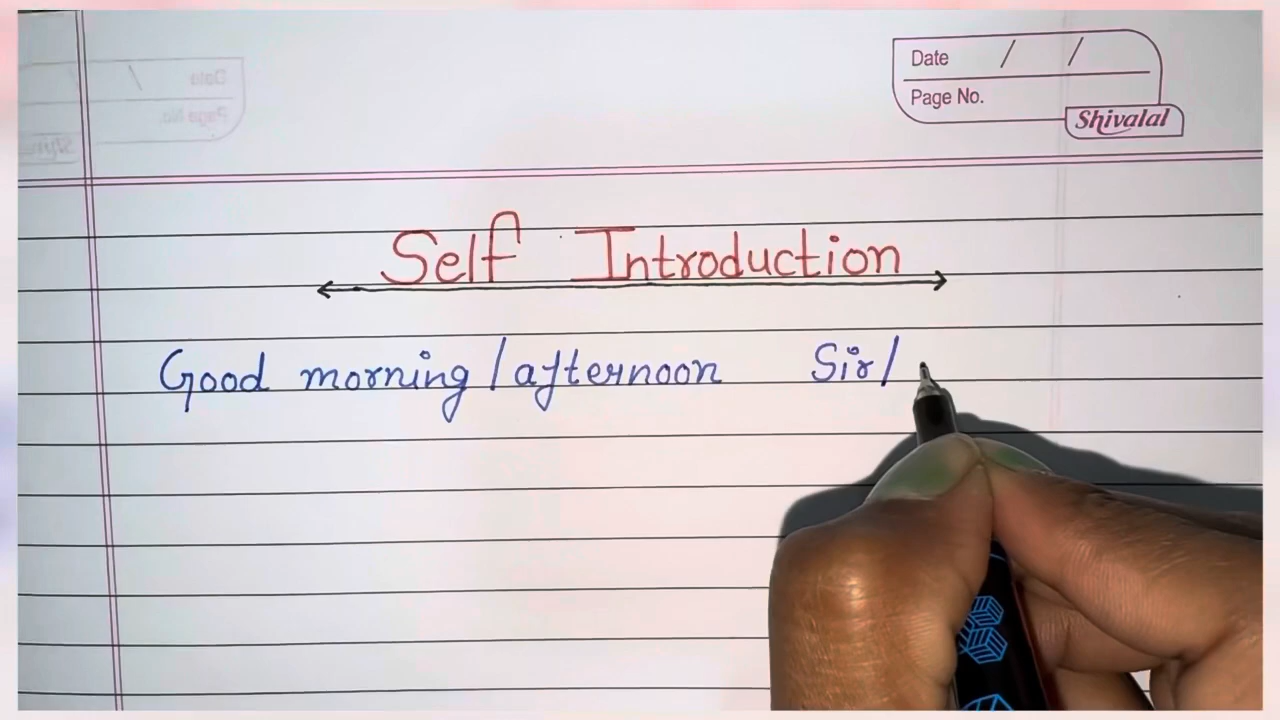 Date / /
Page No.
Shivalal
Self Introduction
Good morning/afternoon Sir/